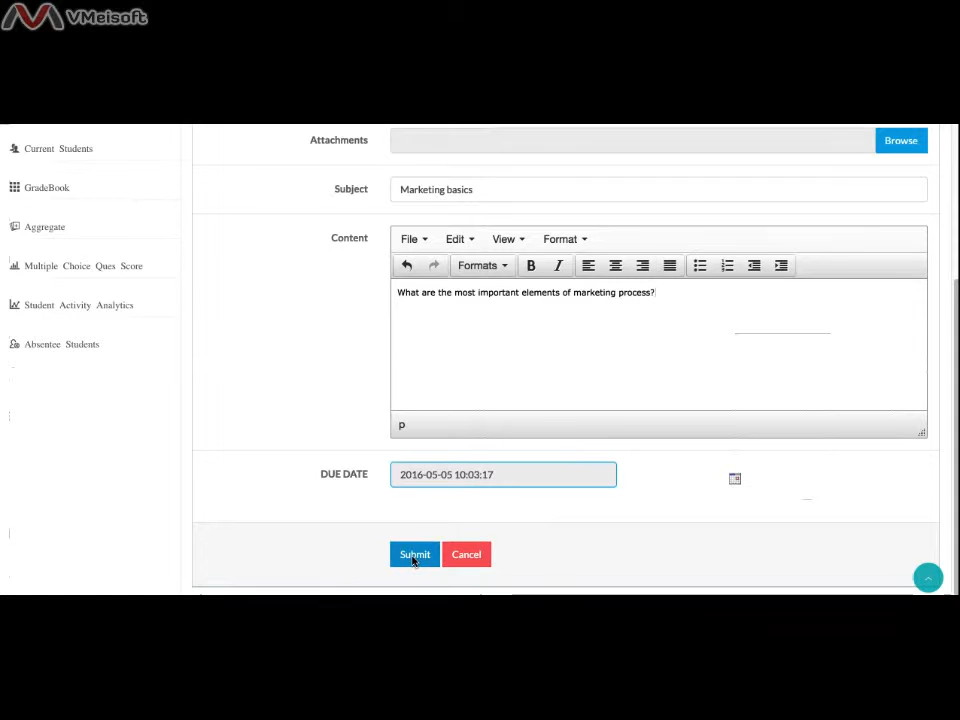 VMeisoft
Attachments
Browse
Current Students
GradeBook
Subject
Marketing basics
Aggregate
Content
File Edit View Format
Multiple Choice Ques Score
Formats B I
What are the most important elements of marketing process?
Student Activity Analytics
Absentee Students
p
DUE DATE
2016-05-05 10:03:17
Submit Cancel